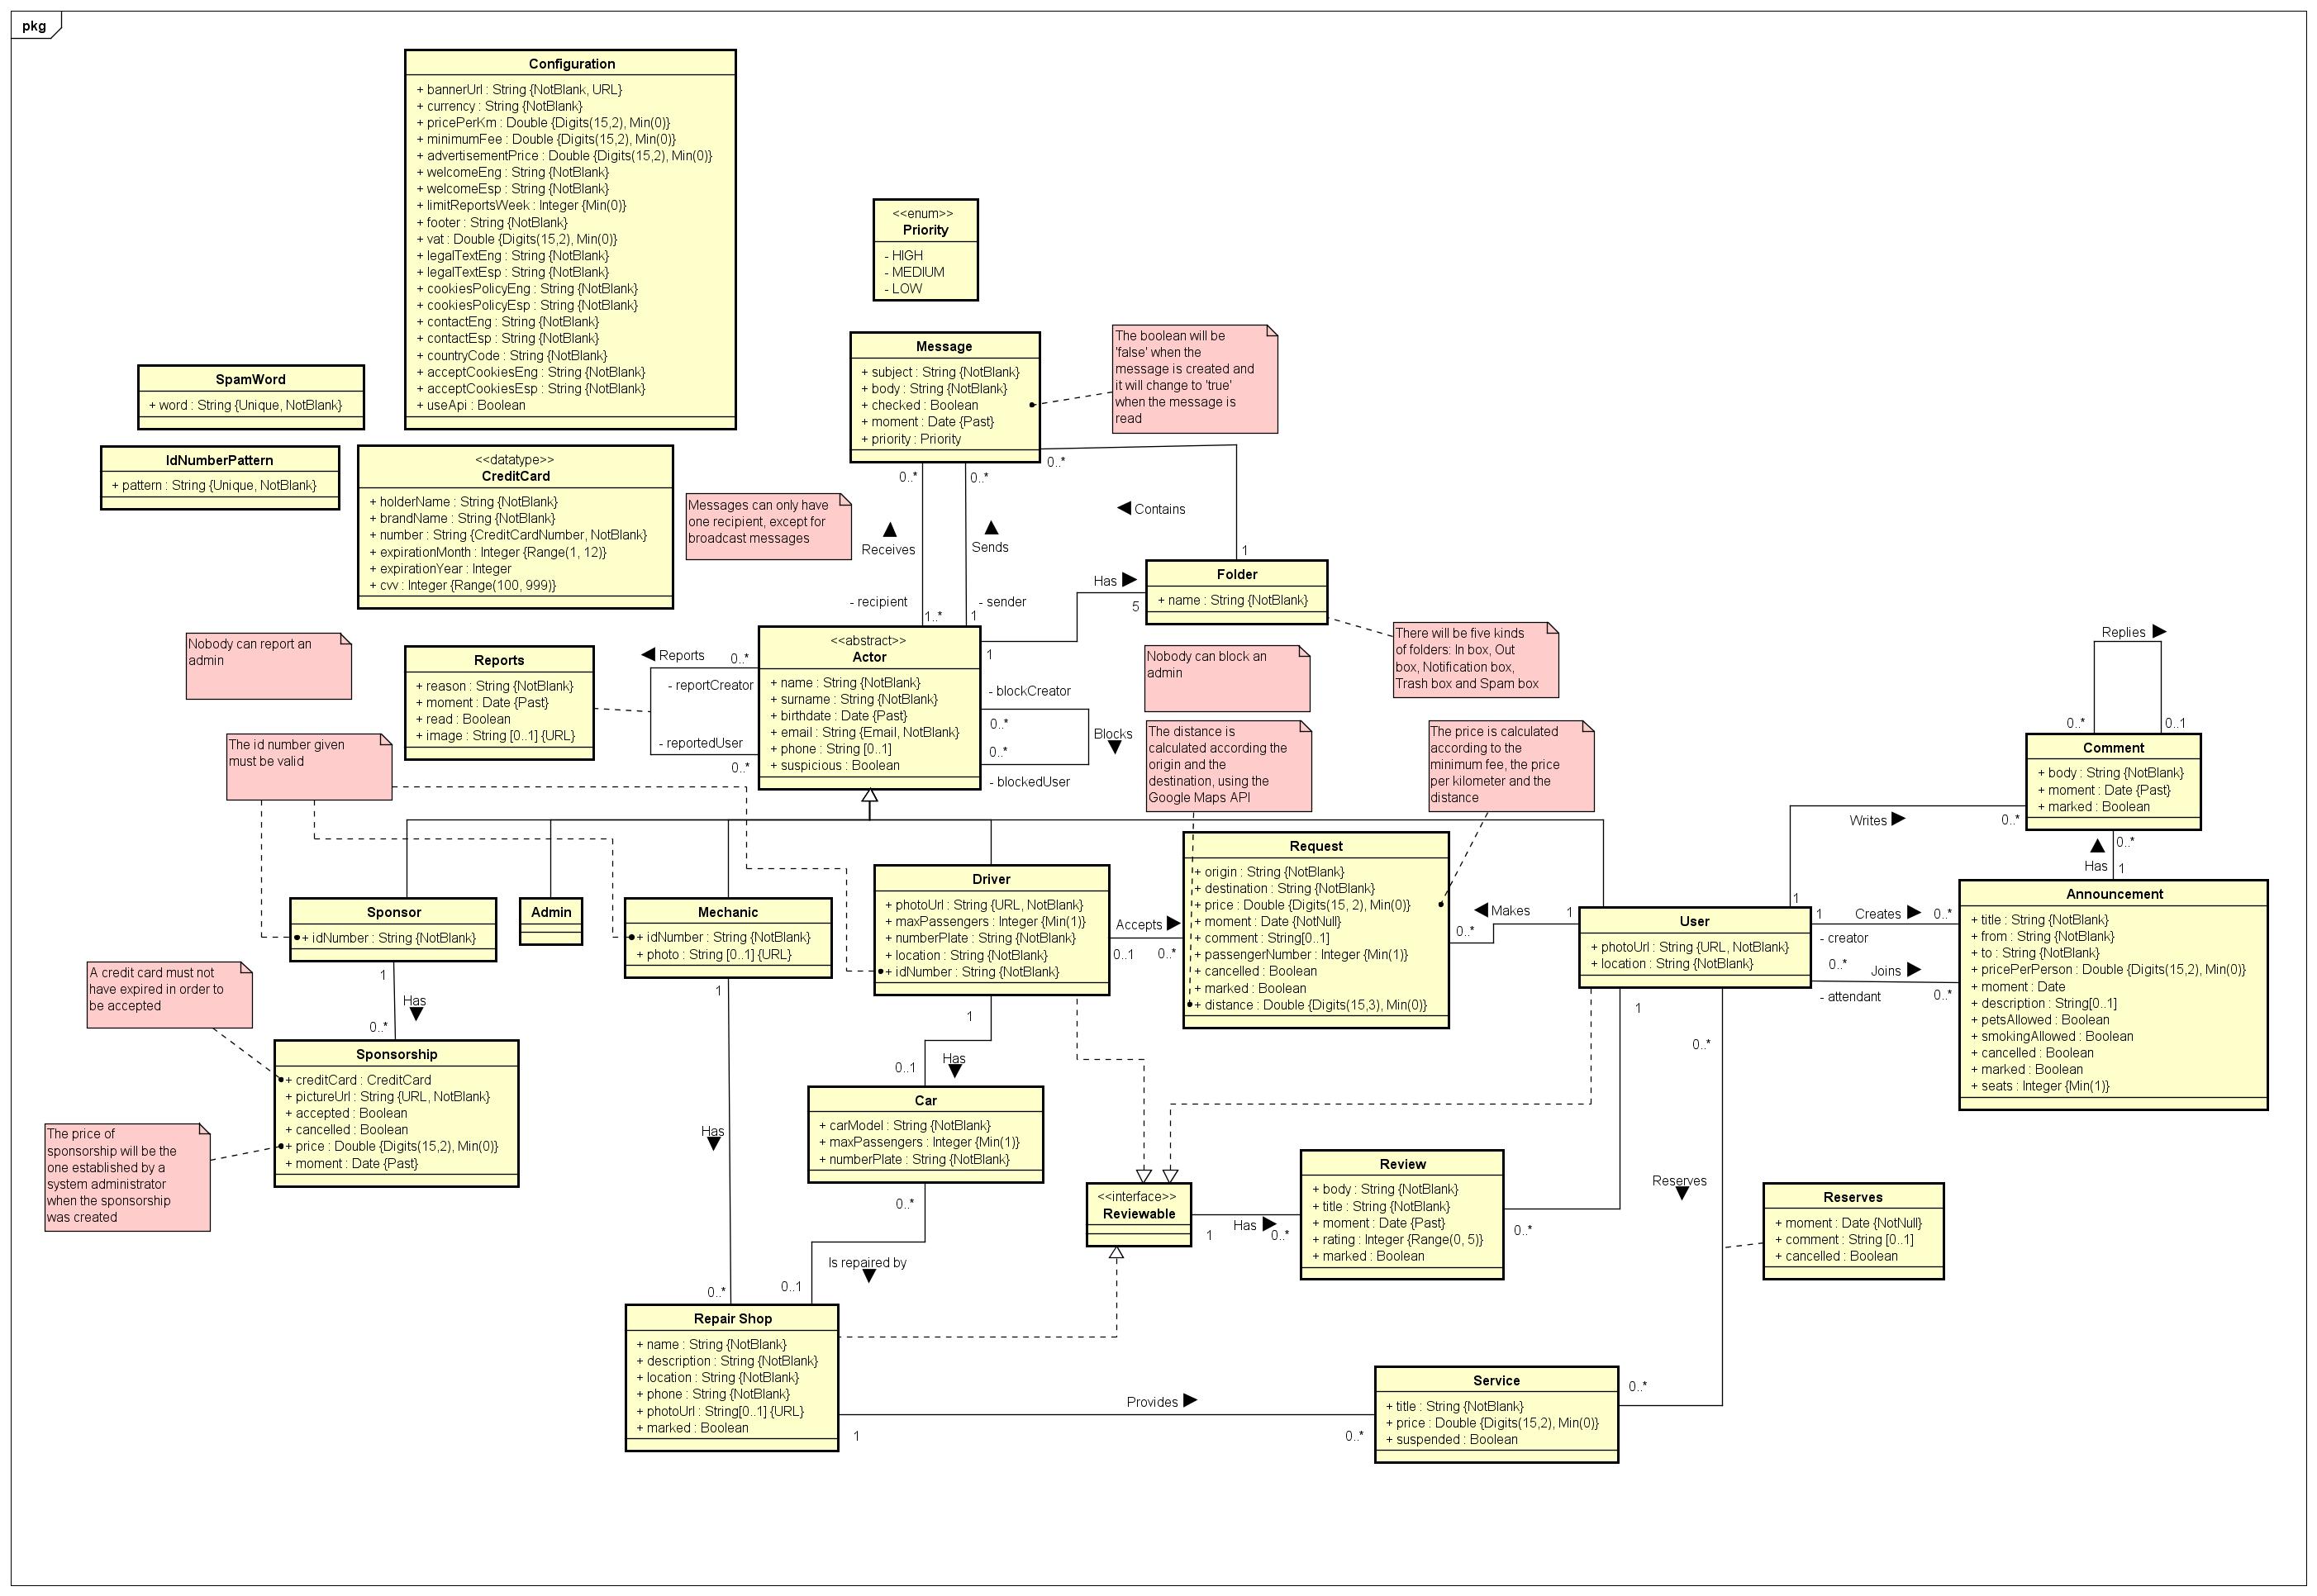 pkg
Configuration
+ bannerUrl : String {NotBlank, URL}
+ currency : String {NotBlank}
+ pricePerKm : Double {Digits(15,2), Min(0)}
+ minimumFee : Double {Digits(15,2), Min(0)}
+ advertisementPrice : Double {Digits(15,2), Min(0)}
+ welcomeEng : String {NotBlank}
+ welcomeEsp : String {NotBlank}
+ limitReportsWeek : Integer {Min(0)}
+ footer : String {NotBlank}
+ vat : Double {Digits(15,2), Min(0)}
+ legalTextEng : String {NotBlank}
+ legalTextEsp : String {NotBlank}
+ cookiesPolicyEng : String {NotBlank}
+ cookiesPolicyEsp : String {NotBlank}
+ contactEng : String {NotBlank}
+ contactEsp : String {NotBlank}
+ countryCode : String {NotBlank}
+ acceptCookiesEng : String {NotBlank}
+ acceptCookiesEsp : String {NotBlank}
+ useApi : Boolean
<<enum>>
Priority
- HIGH
- MEDIUM
- LOW
SpamWord
+ word : String {Unique, NotBlank}
IdNumberPattern
+ pattern : String {Unique, NotBlank}
<<datatype>>
CreditCard
+ holderName : String {NotBlank}
+ brandName : String {NotBlank}
+ number : String {CreditCardNumber, NotBlank}
+ expirationMonth : Integer {Range(1, 12)}
+ expirationYear : Integer
+ cvv : Integer {Range(100, 999)}
Message
+ subject : String {NotBlank}
+ body : String {NotBlank}
+ checked : Boolean
+ moment : Date {Past}
+ priority : Priority
The boolean will be
'false' when the
message is created and
it will change to 'true'
when the message is
read
0..*
0..*
0..*
Messages can only have
one recipient, except for
broadcast messages
Receives
Sends
Contains
1
- recipient
- sender
1..*
1
Has
5
1
Folder
+ name : String {NotBlank}
There will be five kinds
of folders: In box, Out
box, Notification box,
Trash box and Spam box
Nobody can report an
admin
Reports
+ reason : String {NotBlank}
+ moment : Date {Past}
+ read : Boolean
+ image : String [0..1] {URL}
Reports
0..*
- reportCreator
- reportedUser
0..*
<<abstract>>
Actor
+ name : String {NotBlank}
+ surname : String {NotBlank}
+ birthdate : Date {Past}
+ email : String {Email, NotBlank}
+ phone : String [0..1]
+ suspicious : Boolean
- blockCreator
0..*
0..*
- blockedUser
Blocks
Nobody can block an
admin
The id number given
must be valid
The distance is
calculated according the
origin and the
destination, using the
Google Maps API
The price is calculated
according to the
minimum fee, the price
per kilometer and the
distance
Replies
0..*
0..1
Comment
+ body : String {NotBlank}
+ moment : Date {Past}
+ marked : Boolean
Writes
0..*
1
Has
0..*
1
Sponsor
+ idNumber : String {NotBlank}
Admin
Mechanic
+ idNumber : String {NotBlank}
+ photo : String [0..1] {URL}
Driver
+ photoUrl : String {URL, NotBlank}
+ maxPassengers : Integer {Min(1)}
+ numberPlate : String {NotBlank}
+ location : String {NotBlank}
+ idNumber : String {NotBlank}
Accepts
0..1
0..*
Request
+ origin : String {NotBlank}
+ destination : String {NotBlank}
+ price : Double {Digits(15, 2), Min(0)}
+ moment : Date {NotNull}
+ comment : String[0..1]
+ passengerNumber : Integer {Min(1)}
+ cancelled : Boolean
+ marked : Boolean
+ distance : Double {Digits(15,3), Min(0)}
Makes
1
0..*
User
+ photoUrl : String {URL, NotBlank}
+ location : String {NotBlank}
1
Creates
0..*
- creator
0..*
Joins
- attendant
0..*
Announcement
+ title : String {NotBlank}
+ from : String {NotBlank}
+ to : String {NotBlank}
+ pricePerPerson : Double {Digits(15,2), Min(0)}
+ moment : Date
+ description : String[0..1]
+ petsAllowed : Boolean
+ smokingAllowed : Boolean
+ cancelled : Boolean
+ marked : Boolean
+ seats : Integer {Min(1)}
A credit card must not
have expired in order to
be accepted
1
Has
0..*
Sponsorship
+ creditCard : CreditCard
+ pictureUrl : String {URL, NotBlank}
+ accepted : Boolean
+ cancelled : Boolean
+ price : Double {Digits(15,2), Min(0)}
+ moment : Date {Past}
The price of
sponsorship will be the
one established by a
system administrator
when the sponsorship
was created
1
Has
0..*
1
Has
0..1
Car
+ carModel : String {NotBlank}
+ maxPassengers : Integer {Min(1)}
+ numberPlate : String {NotBlank}
0..*
Is repaired by
0..1
<<interface>>
Reviewable
1
Has
0..*
Review
+ body : String {NotBlank}
+ title : String {NotBlank}
+ moment : Date {Past}
+ rating : Integer {Range(0, 5)}
+ marked : Boolean
1
0..*
0..*
Reserves
Reserves
+ moment : Date {NotNull}
+ comment : String [0..1]
+ cancelled : Boolean
Repair Shop
+ name : String {NotBlank}
+ description : String {NotBlank}
+ location : String {NotBlank}
+ phone : String {NotBlank}
+ photoUrl : String[0..1] {URL}
+ marked : Boolean
Provides
1
0..*
Service
+ title : String {NotBlank}
+ price : Double {Digits(15,2), Min(0)}
+ suspended : Boolean
0..*